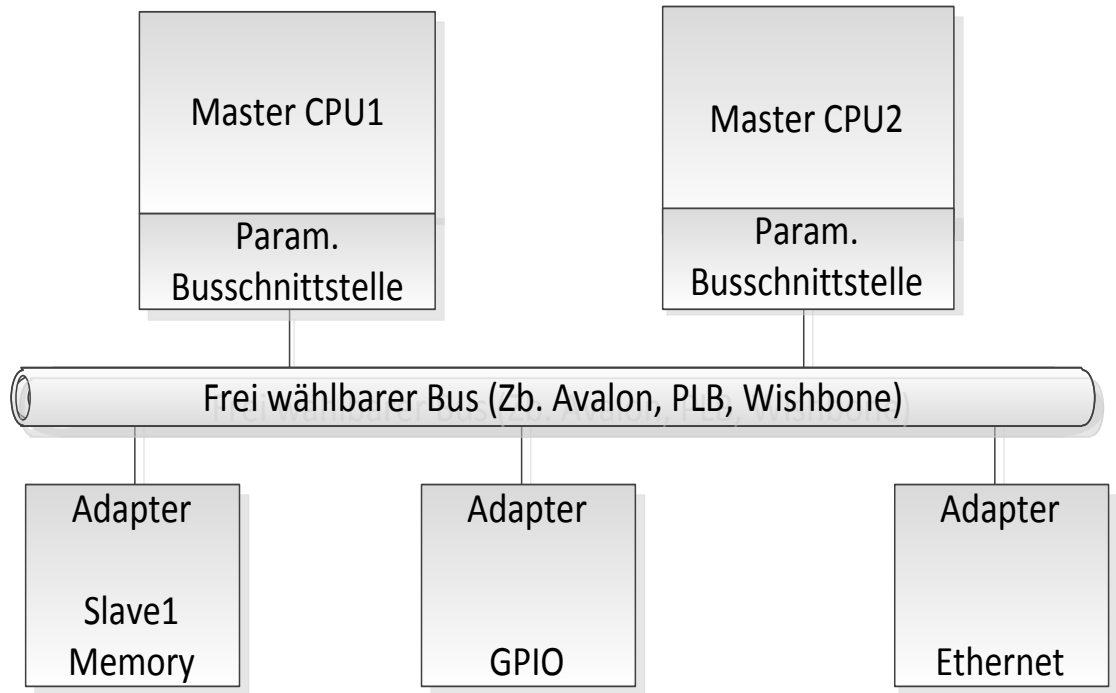 Master CPU1
Param.
Busschnittstelle
Master CPU2
Param.
Busschnittstelle
Frei wählbarer Bus (Zb. Avalon, PLB, Wishbone)
Adapter
Slave1
Memory
Adapter
GPIO
Adapter
Ethernet